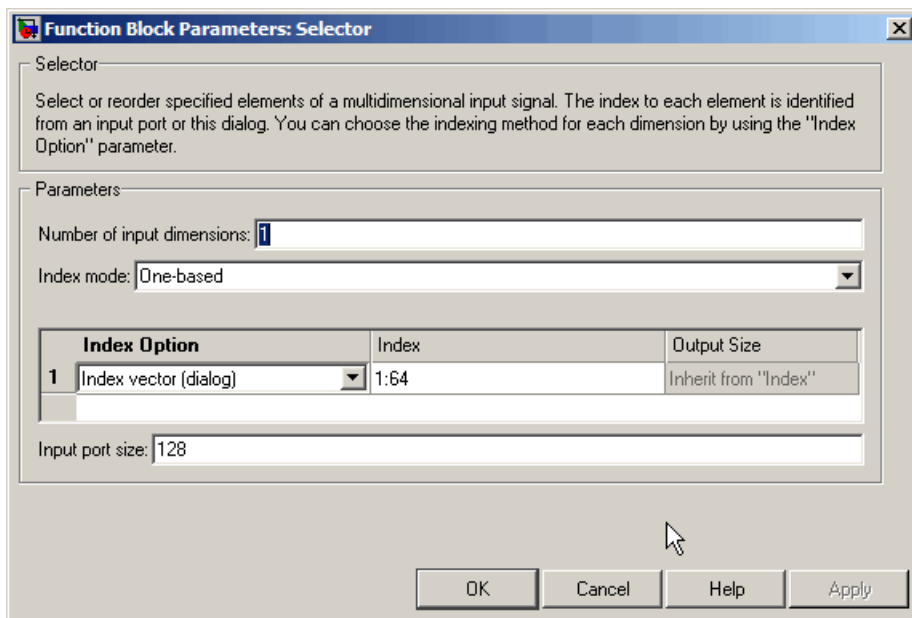 Function Block Parameters: Selector
Selector
Select or reorder specified elements of a multidimensional input signal. The index to each element is identified
from an input port or this dialog. You can choose the indexing method for each dimension by using the "Index
Option" parameter.
Parameters
Number of input dimensions: 1
Index mode: One-based
Index Option Index Output Size
1 Index vector (dialog) 1:64 Inherit from "Index"
Input port size: 128
OK Cancel Help Apply